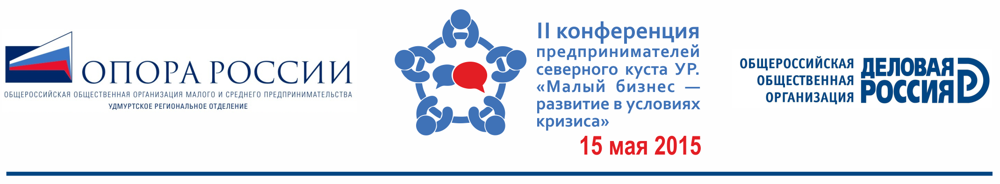 ОПОРА РОССИИ
ОБЩЕРОССИЙСКАЯ ОБЩЕСТВЕННАЯ ОРГАНИЗАЦИЯ МАЛОГО И СРЕДНЕГО ПРЕДПРИНИМАТЕЛЬСТВА
УДМУРТСКОЕ РЕГИОНАЛЬНОЕ ОТДЕЛЕНИЕ
II конференция
предпринимателей
северного куста УР.
«Малый бизнес —
развитие в условиях
кризиса»
15 мая 2015
ОБЩЕРОССИЙСКАЯ
ОБЩЕСТВЕННАЯ
ОРГАНИЗАЦИЯ
ДЕЛОВАЯ
РОССИЯ